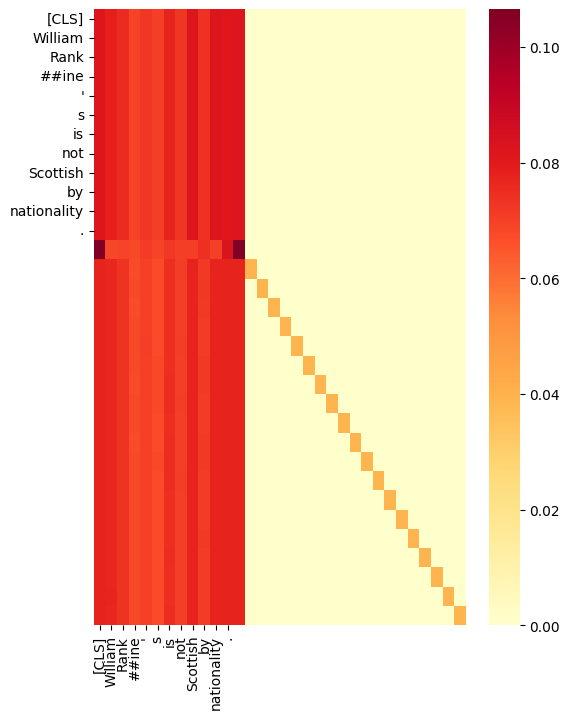 [CLS]
William
Rank
##ine
'
s
is
not
Scottish
by
nationality
.
0.10
0.08
0.06
0.04
0.02
0.00
[CLS]
William
Rank
##ine
'
s
is
not
Scottish
by
nationality
.